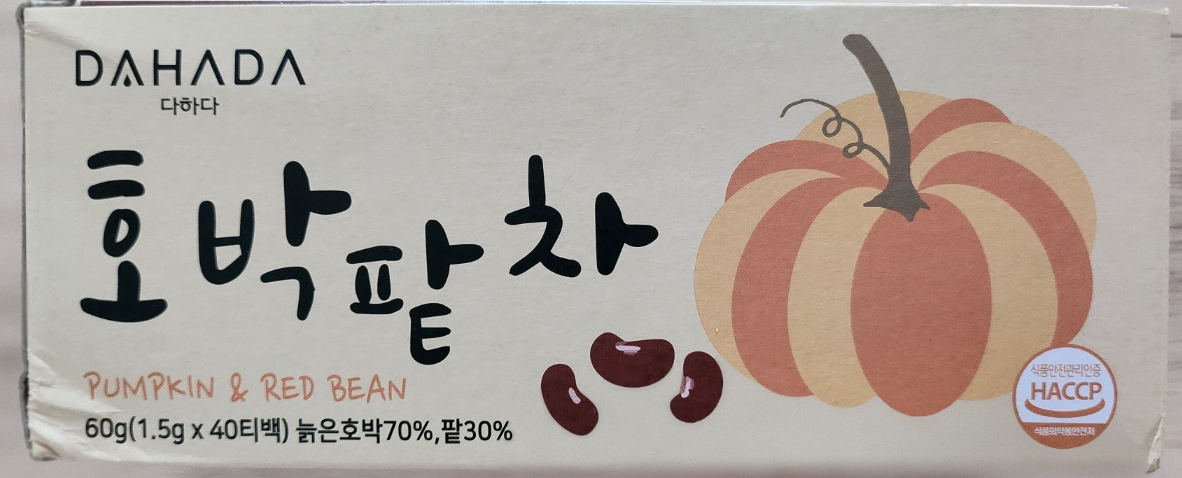 DAHADA
다하다
호박팥차
PUMPKIN & RED BEAN
60g(1.5g x 40티백) 늙은호박70%,팥30%
식품안전관리인증
HACCP
식품의약품안전처